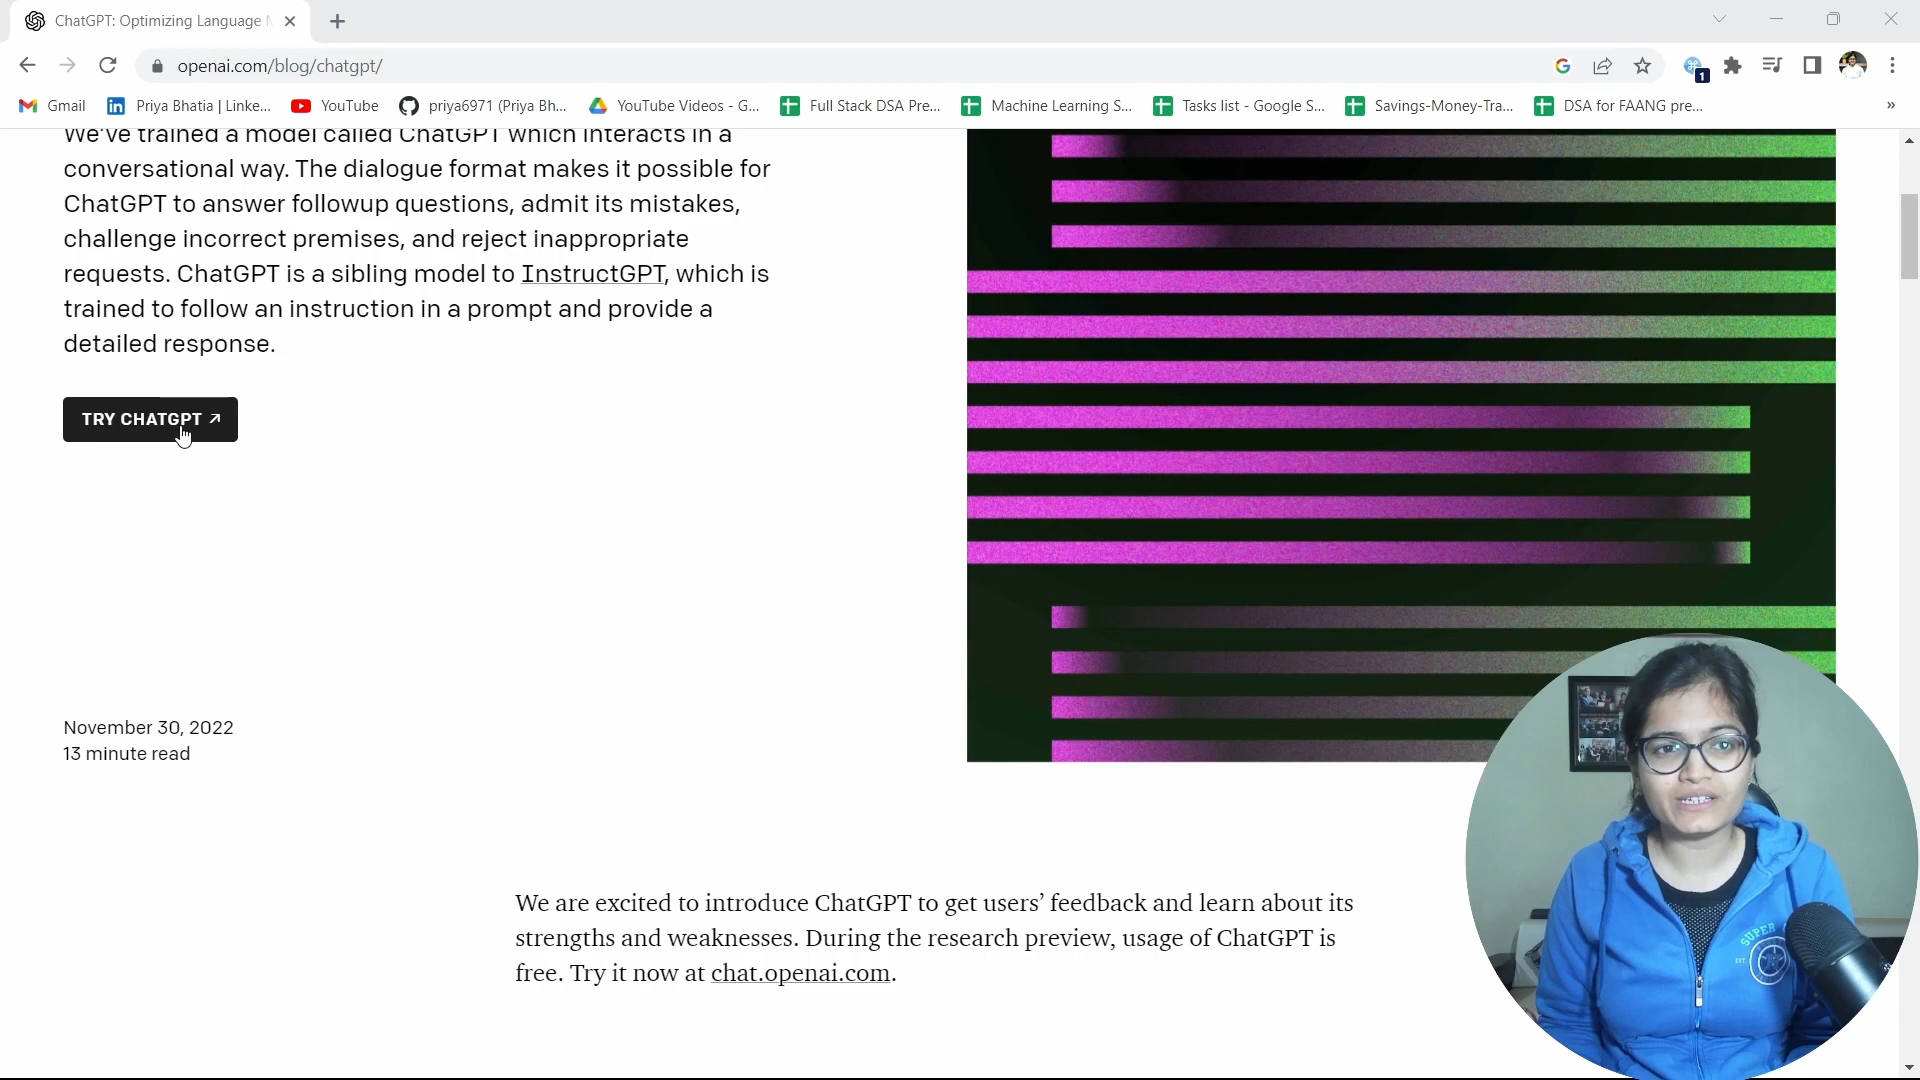 ChatGPT: Optimizing Language
openai.com/blog/chatgpt/
1
Gmail
Priya Bhatia | Linke...
YouTube
priya6971 (Priya Bh...
YouTube Videos - G...
Full Stack DSA Pre...
Machine Learning S...
Tasks list - Google S...
Savings-Money-Tra...
DSA for FAANG pre...
»
We've trained a model called ChatGPT which interacts in a
conversational way. The dialogue format makes it possible for
ChatGPT to answer followup questions, admit its mistakes,
challenge incorrect premises, and reject inappropriate
requests. ChatGPT is a sibling model to InstructGPT, which is
trained to follow an instruction in a prompt and provide a
detailed response.
TRY CHATGPT ↗
November 30, 2022
13 minute read
We are excited to introduce ChatGPT to get users’ feedback and learn about its
strengths and weaknesses. During the research preview, usage of ChatGPT is
free. Try it now at chat.openai.com.
SUPER